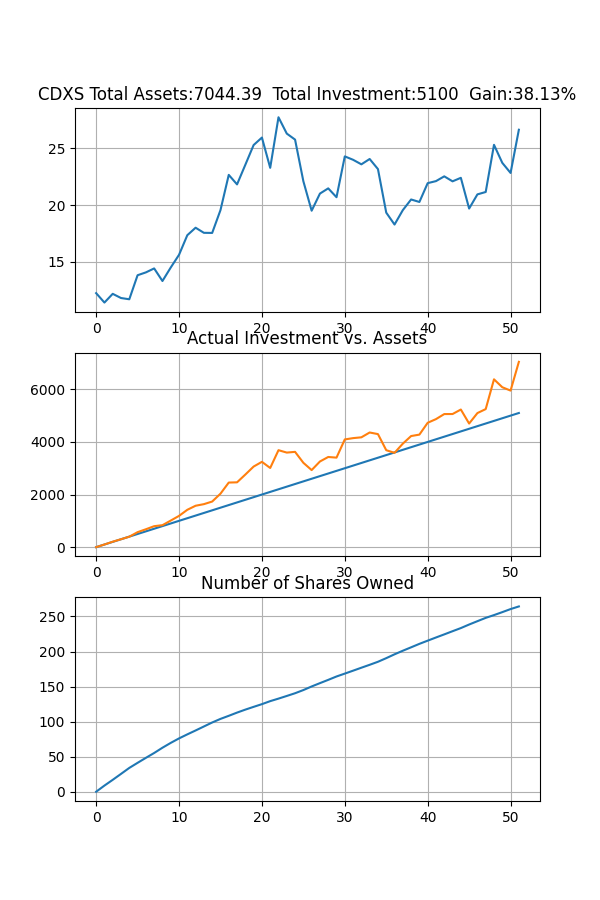 CDXS Total Assets:7044.39  Total Investment:5100  Gain:38.13%
25
20
15
0 10 20 30 40 50
Actual Investment vs. Assets
6000
4000
2000
0
0 10 20 30 40 50
Number of Shares Owned
250
200
150
100
50
0
0 10 20 30 40 50